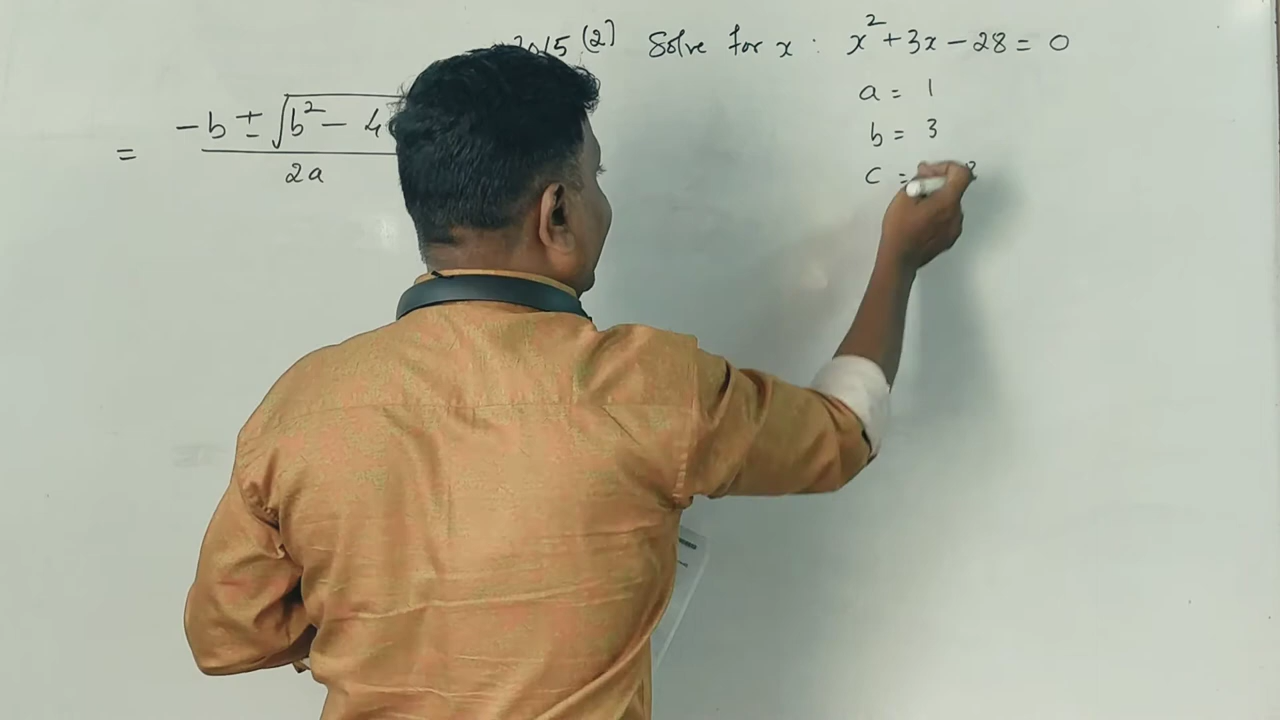 2015 (2) Solve for x : x² + 3x − 28 = 0
a = 1
= −b ± √b² − 4
2a
b = 3
c =